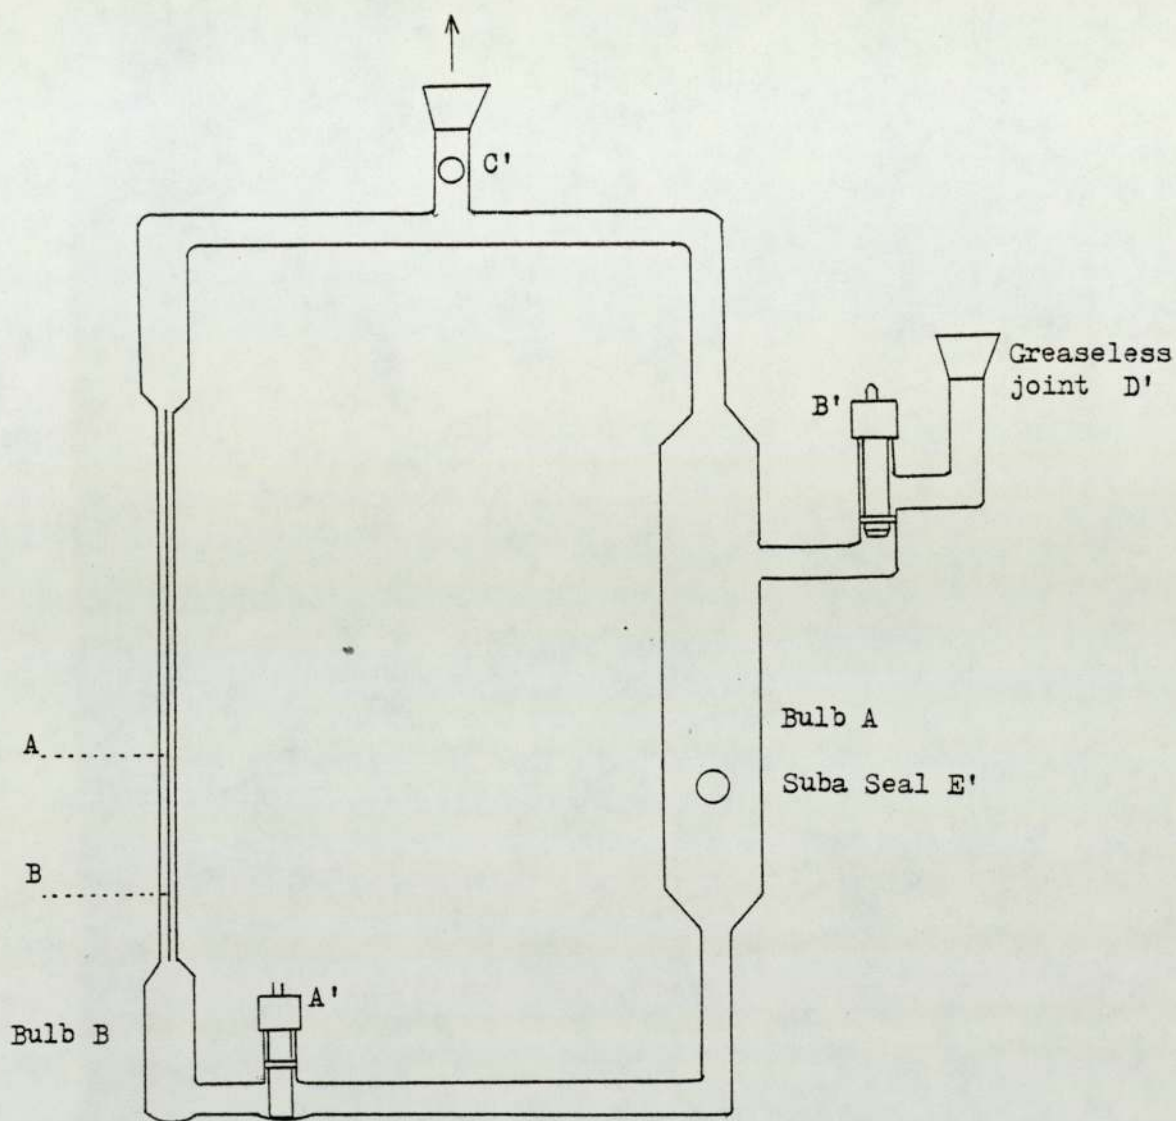 C'
Greaseless
joint D'
B'
Bulb A
A
Suba Seal E'
B
A'
Bulb B